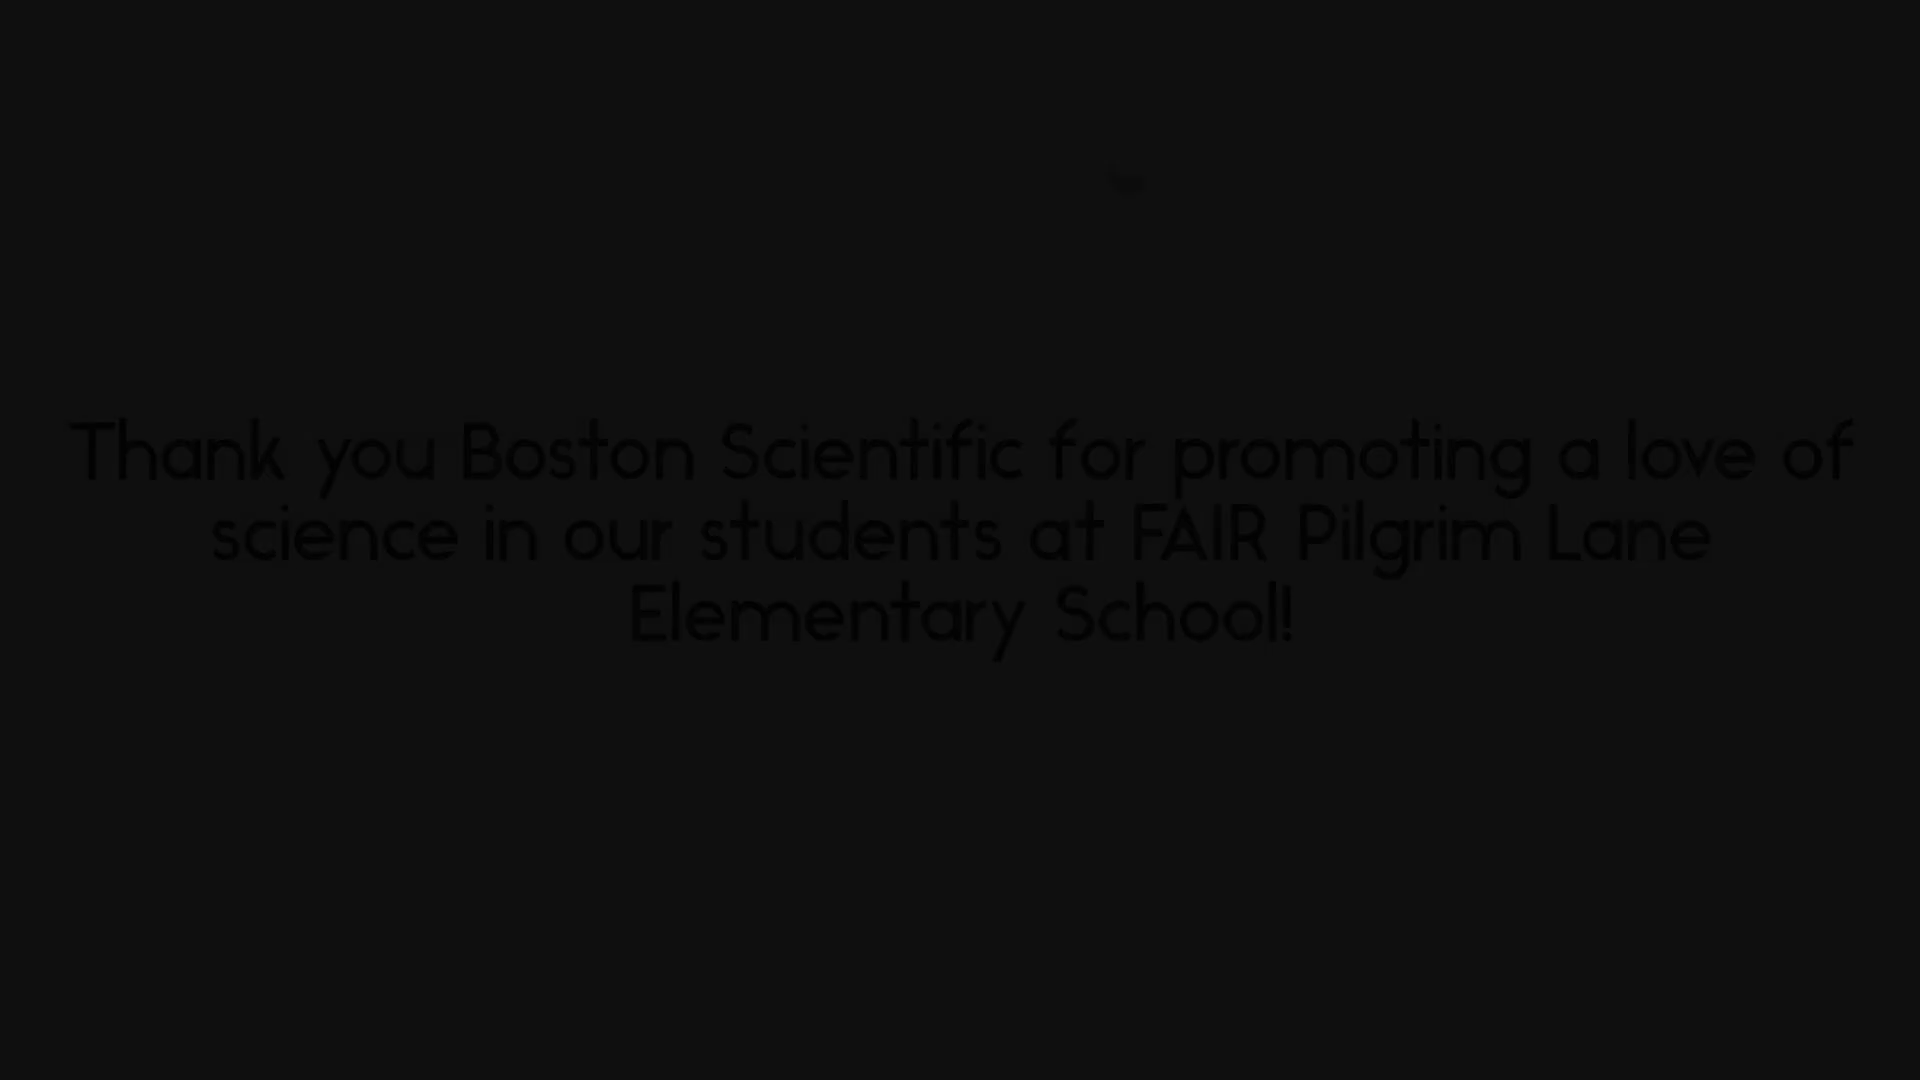 Thank you Boston Scientific for promoting a love of
science in our students at FAIR Pilgrim Lane
Elementary School!